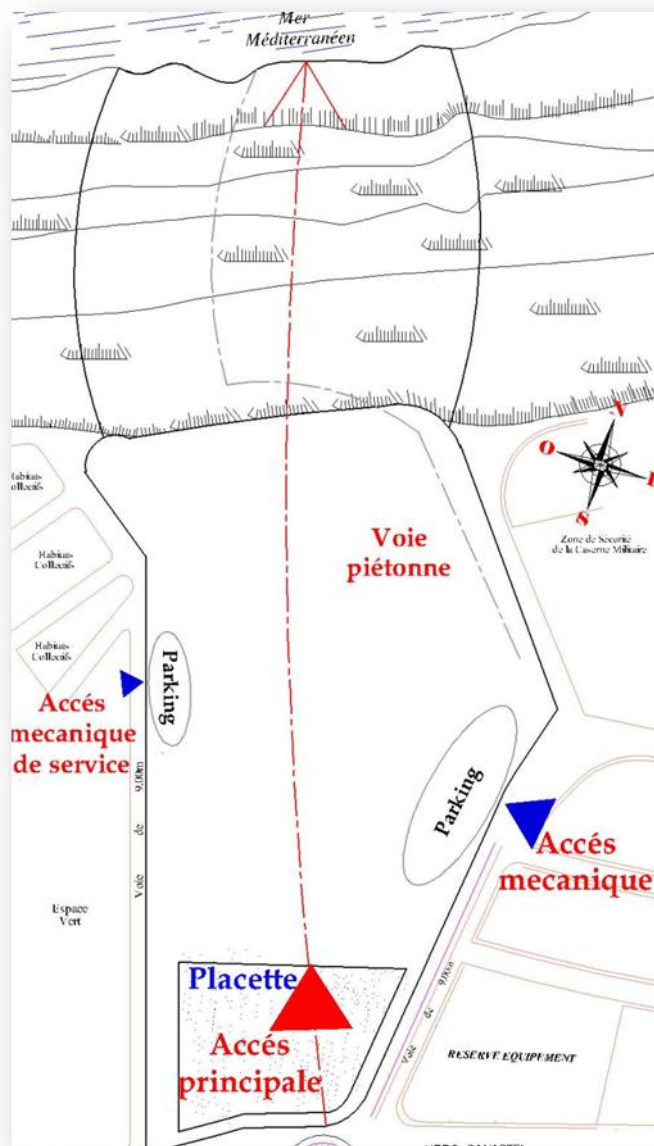 Mer
Méditerranéen
N
O
S
Zone de Sécurité
de la Caserne Militaire
Habitats
Collectifs
Habitats
Collectifs
Voie
piétonne
Habitats
Collectifs
Parking
Accés
mecanique
de service
Parking
Accés
mecanique
Voie de 9.00m
Espace
Vert
Voie de 9.00m
Placette
Accés
principale
RESERVE EQUIPEMENT